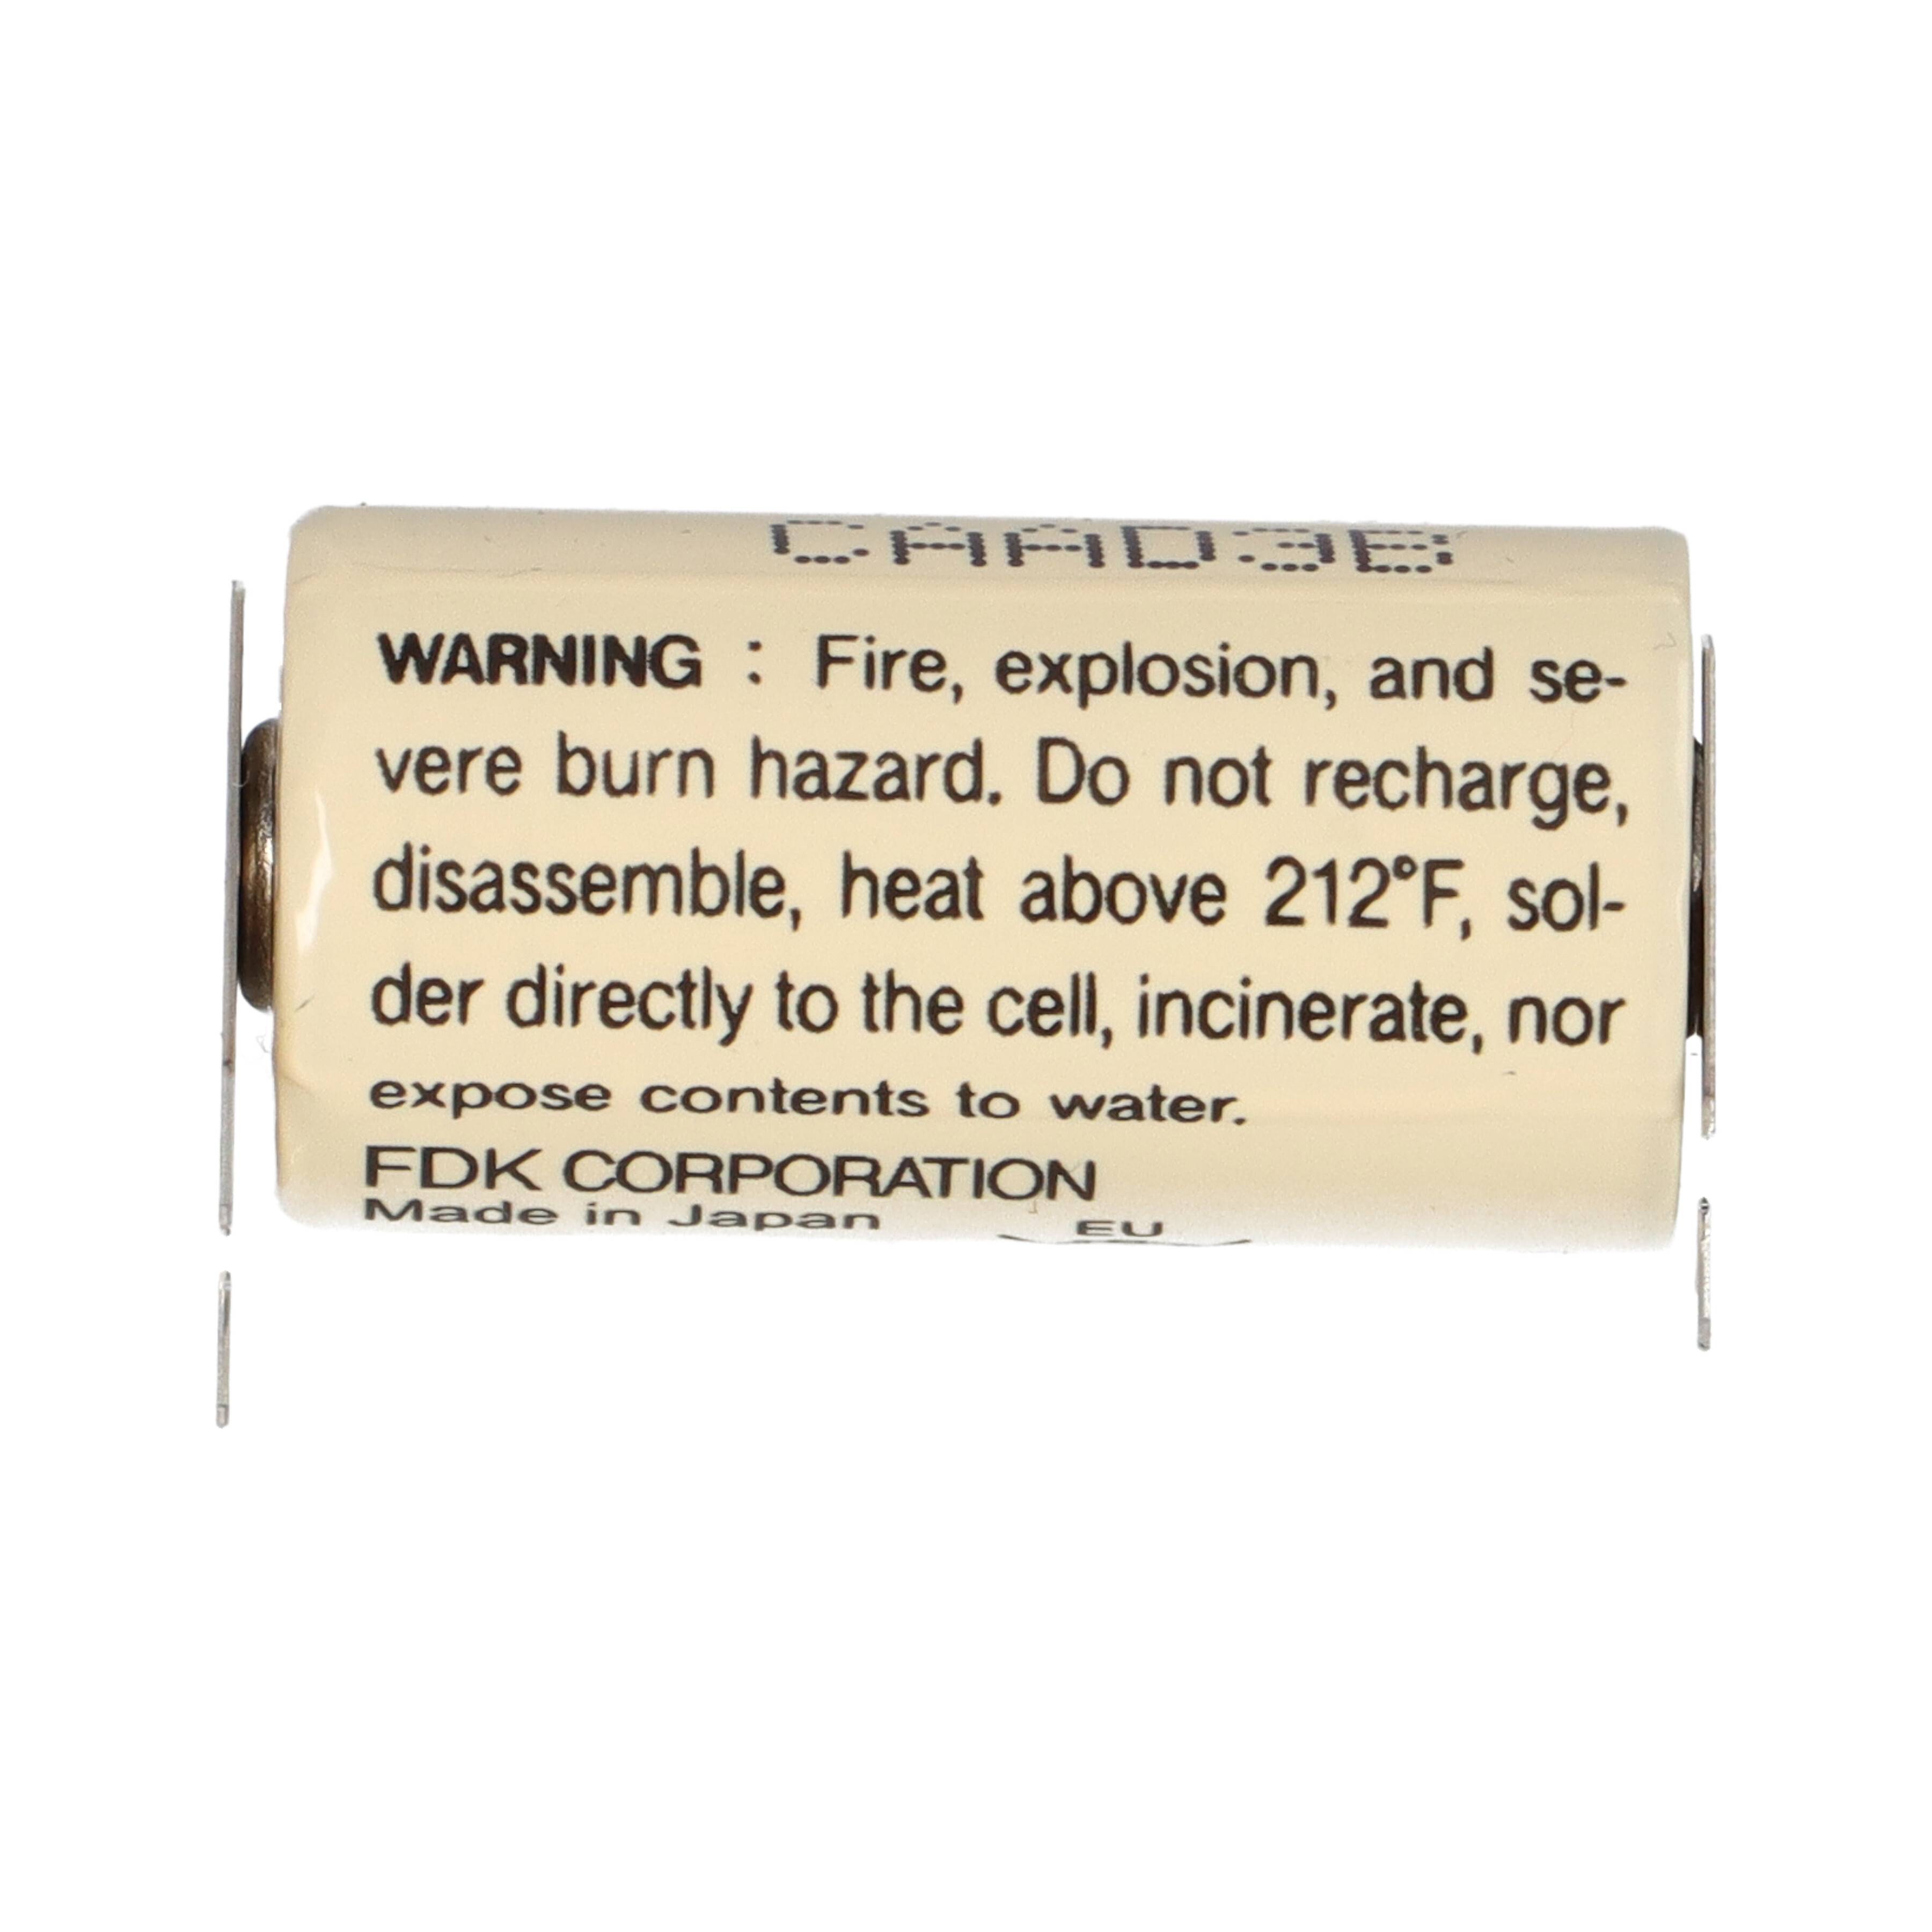 CAAD3B
WARNING : Fire, explosion, and se-
vere burn hazard. Do not recharge,
disassemble, heat above 212°F, sol-
der directly to the cell, incinerate, nor
expose contents to water.
FDK CORPORATION
Made in Japan
EU